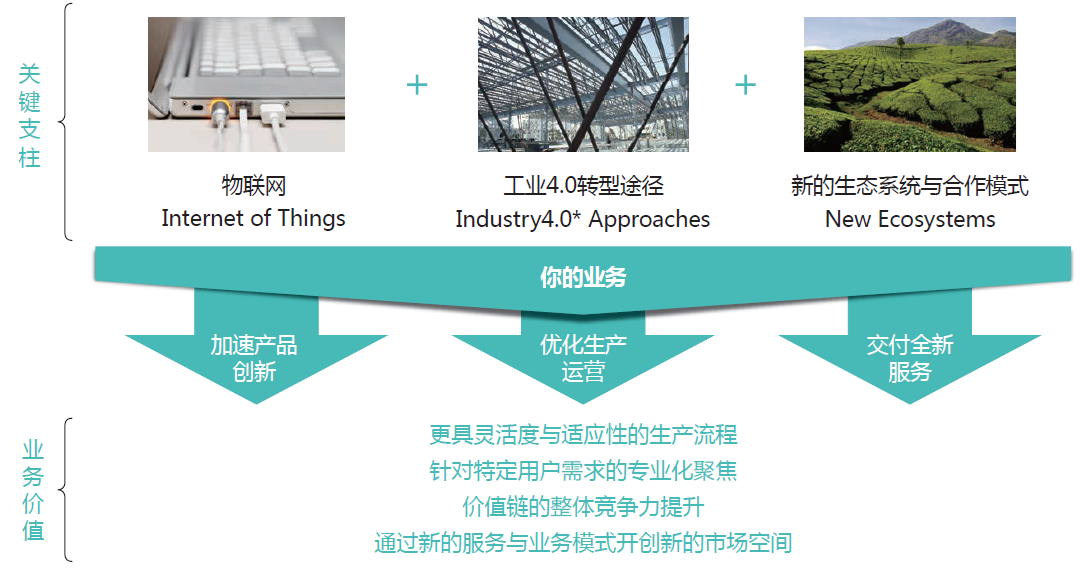 关键支柱
+
+
物联网
Internet of Things
工业4.0转型途径
Industry4.0* Approaches
新的生态系统与合作模式
New Ecosystems
你的业务
加速产品
创新
优化生产
运营
交付全新
服务
业务价值
更具灵活度与适应性的生产流程
针对特定用户需求的专业化聚焦
价值链的整体竞争力提升
通过新的服务与业务模式开创新的市场空间